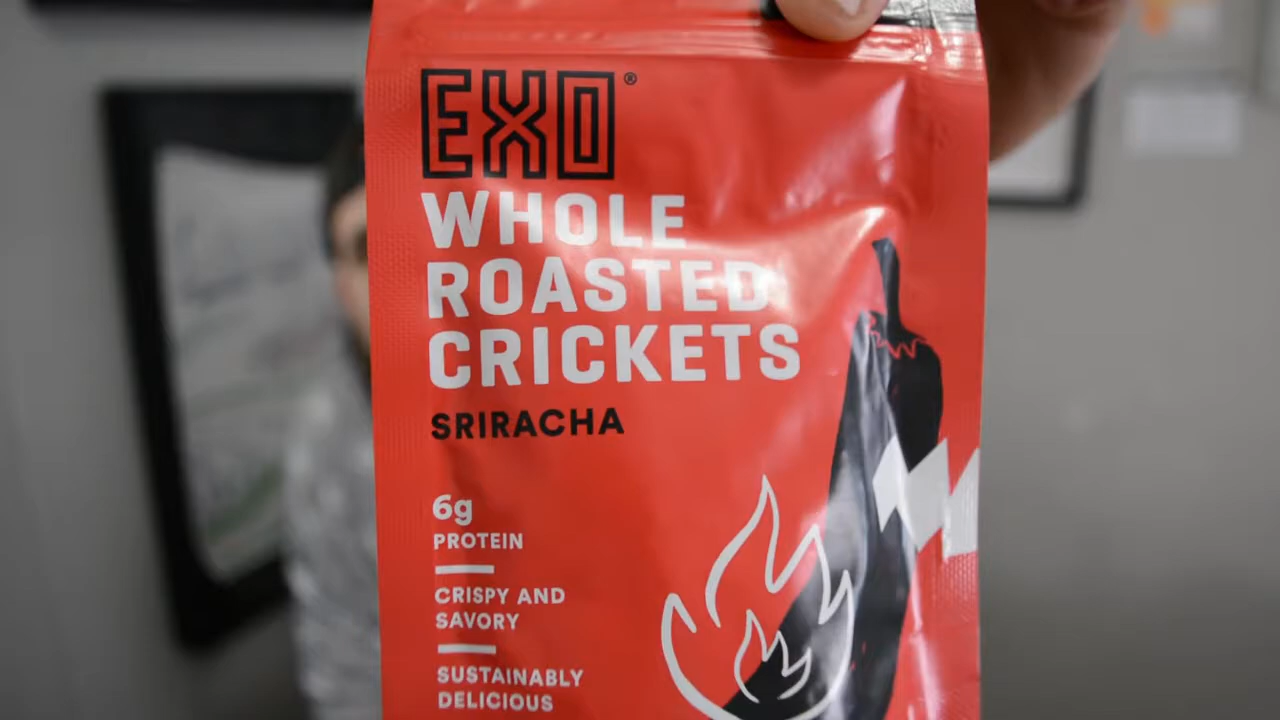 EXO®
WHOLE
ROASTED
CRICKETS
SRIRACHA
6g
PROTEIN
CRISPY AND
SAVORY
SUSTAINABLY
DELICIOUS